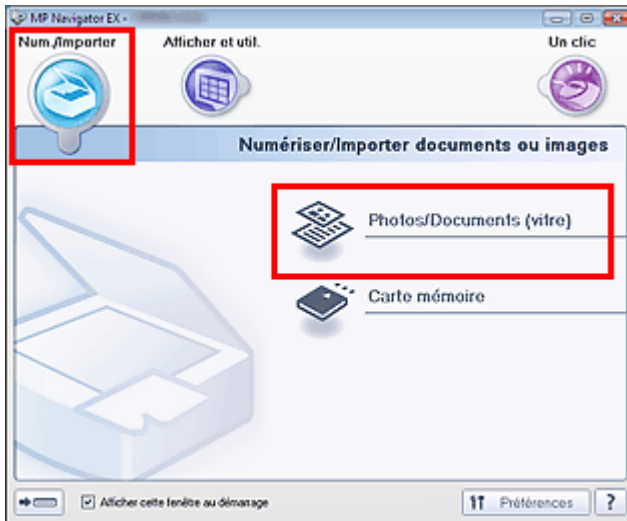 MP Navigator EX -
Num./Importer
Afficher et util.
Un clic
Numériser/Importer documents ou images
Photos/Documents (vitre)
Carte mémoire
Afficher cette fenêtre au démarrage
Préférences
?